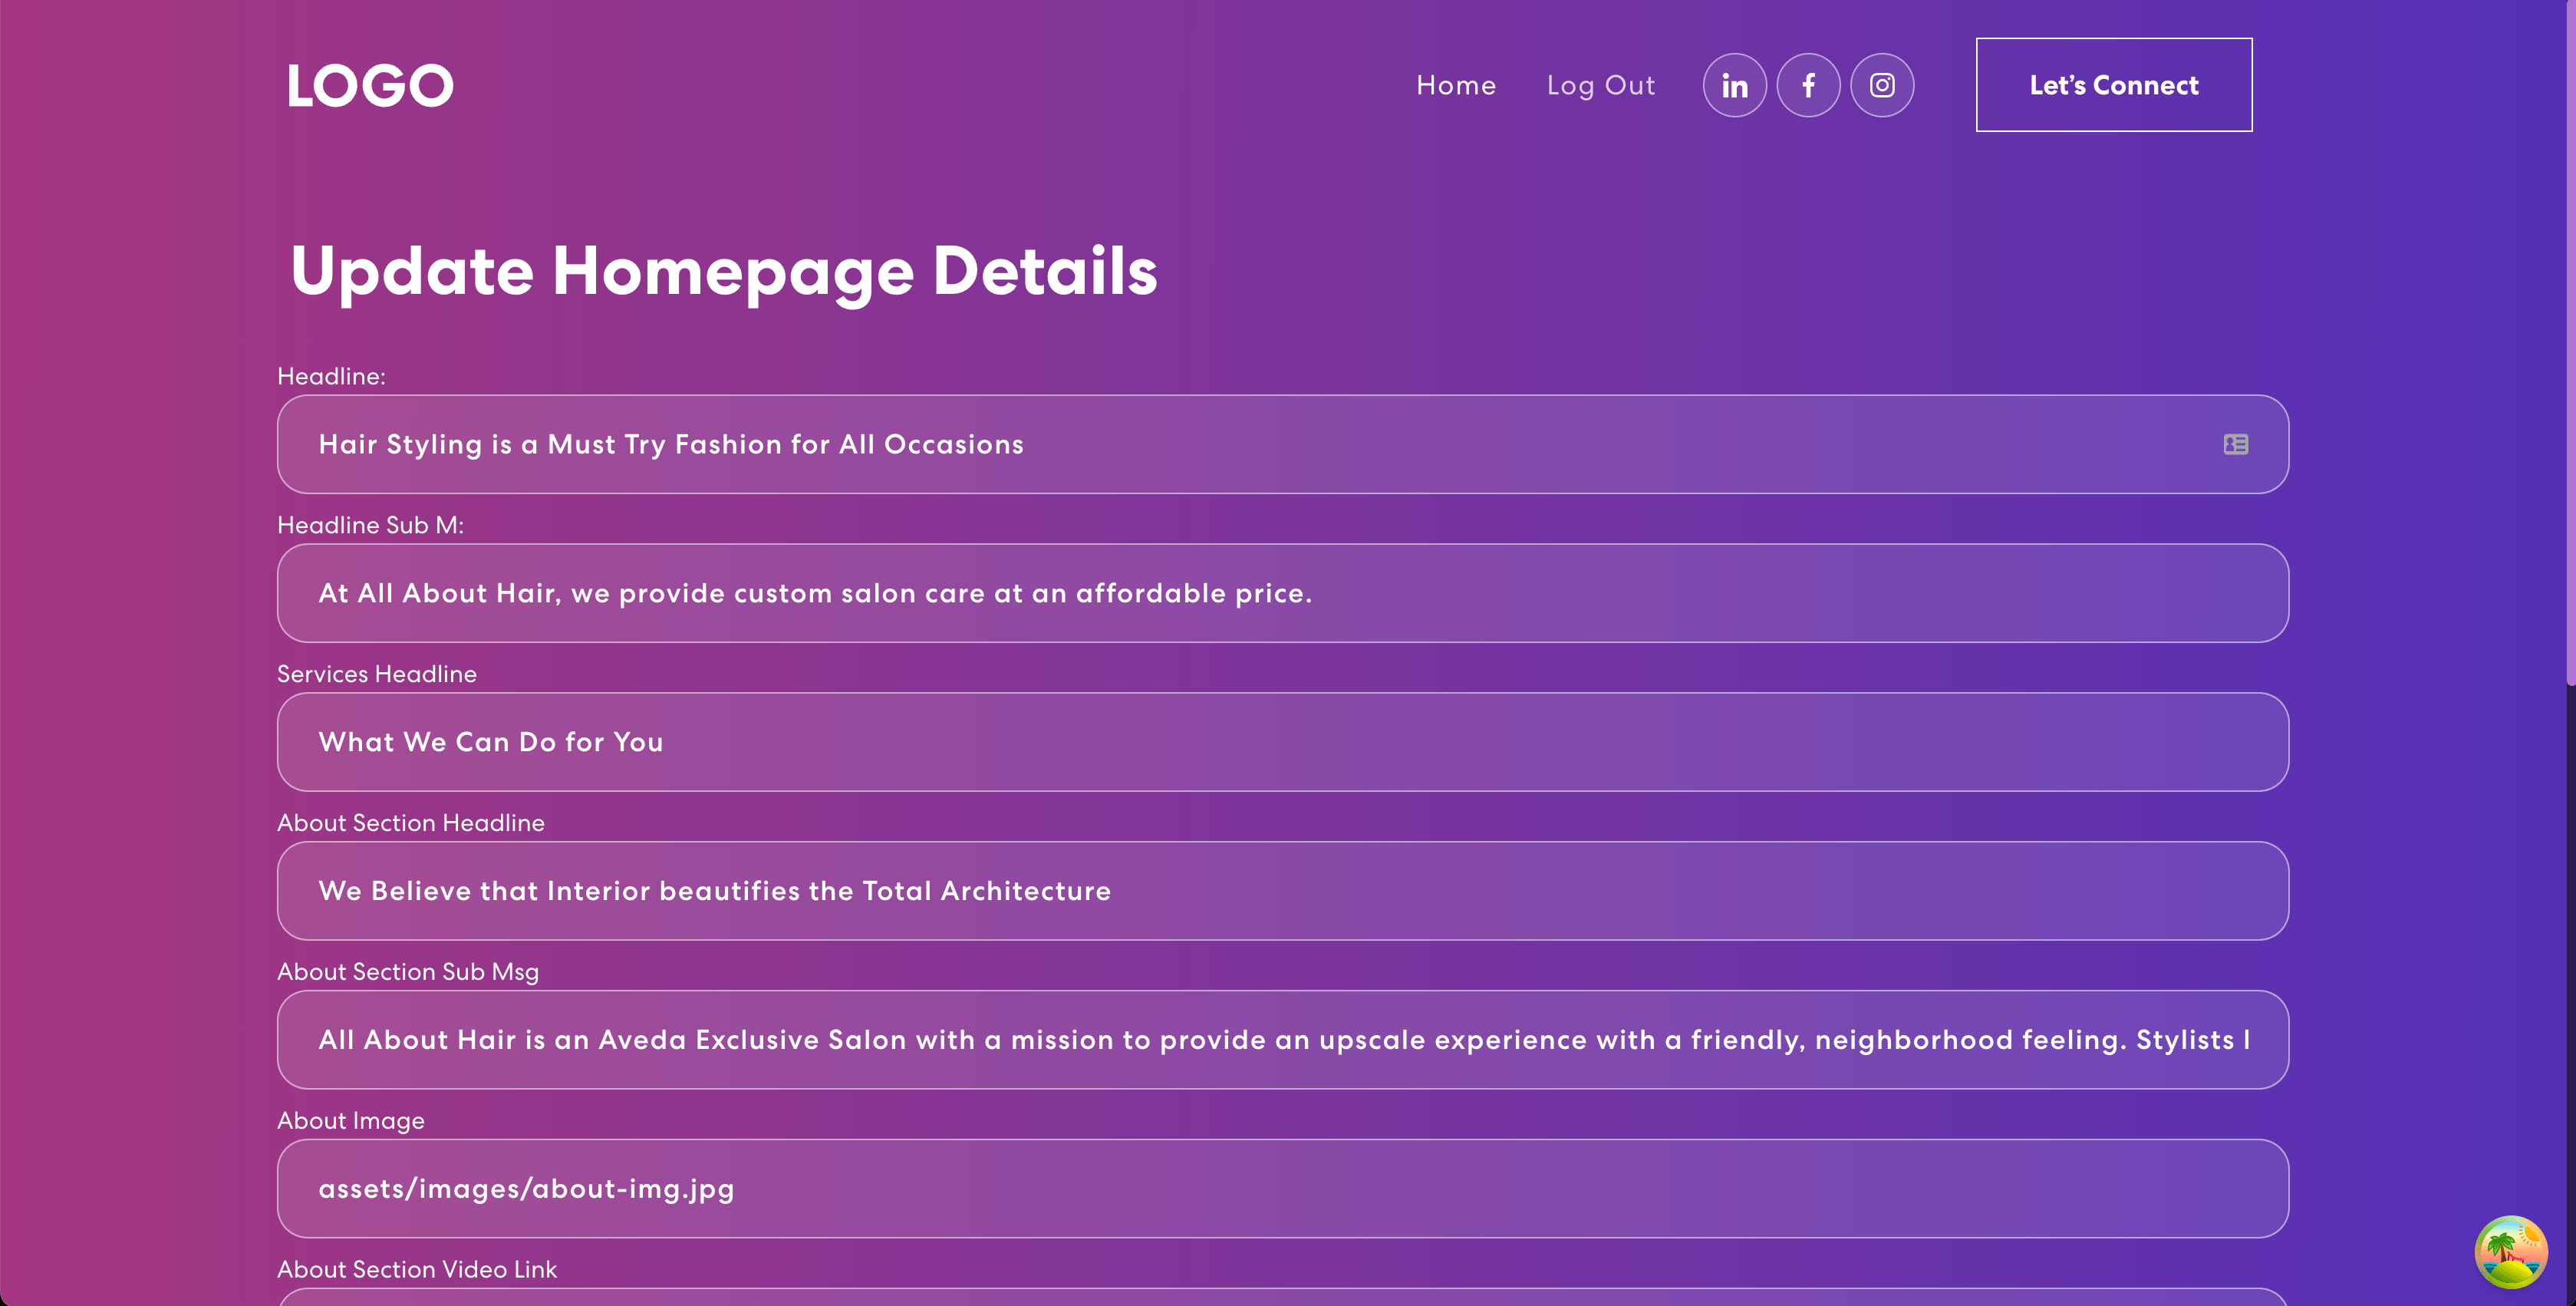 LOGO
Home
Log Out
in
f
Let's Connect
Update Homepage Details
Headline:
Hair Styling is a Must Try Fashion for All Occasions
Headline Sub M:
At All About Hair, we provide custom salon care at an affordable price.
Services Headline
What We Can Do for You
About Section Headline
We Believe that Interior beautifies the Total Architecture
About Section Sub Msg
All About Hair is an Aveda Exclusive Salon with a mission to provide an upscale experience with a friendly, neighborhood feeling. Stylists
About Image
assets/images/about-img.jpg
About Section Video Link